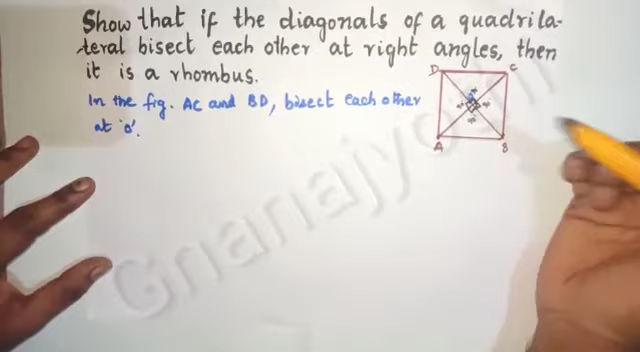 Show that if the diagonals of a quadrila-
teral bisect each other at right angles, then
it is a rhombus.
In the fig. AC and BD, bisect each other
at 'O'.
D C
A B
Gnanajyothi